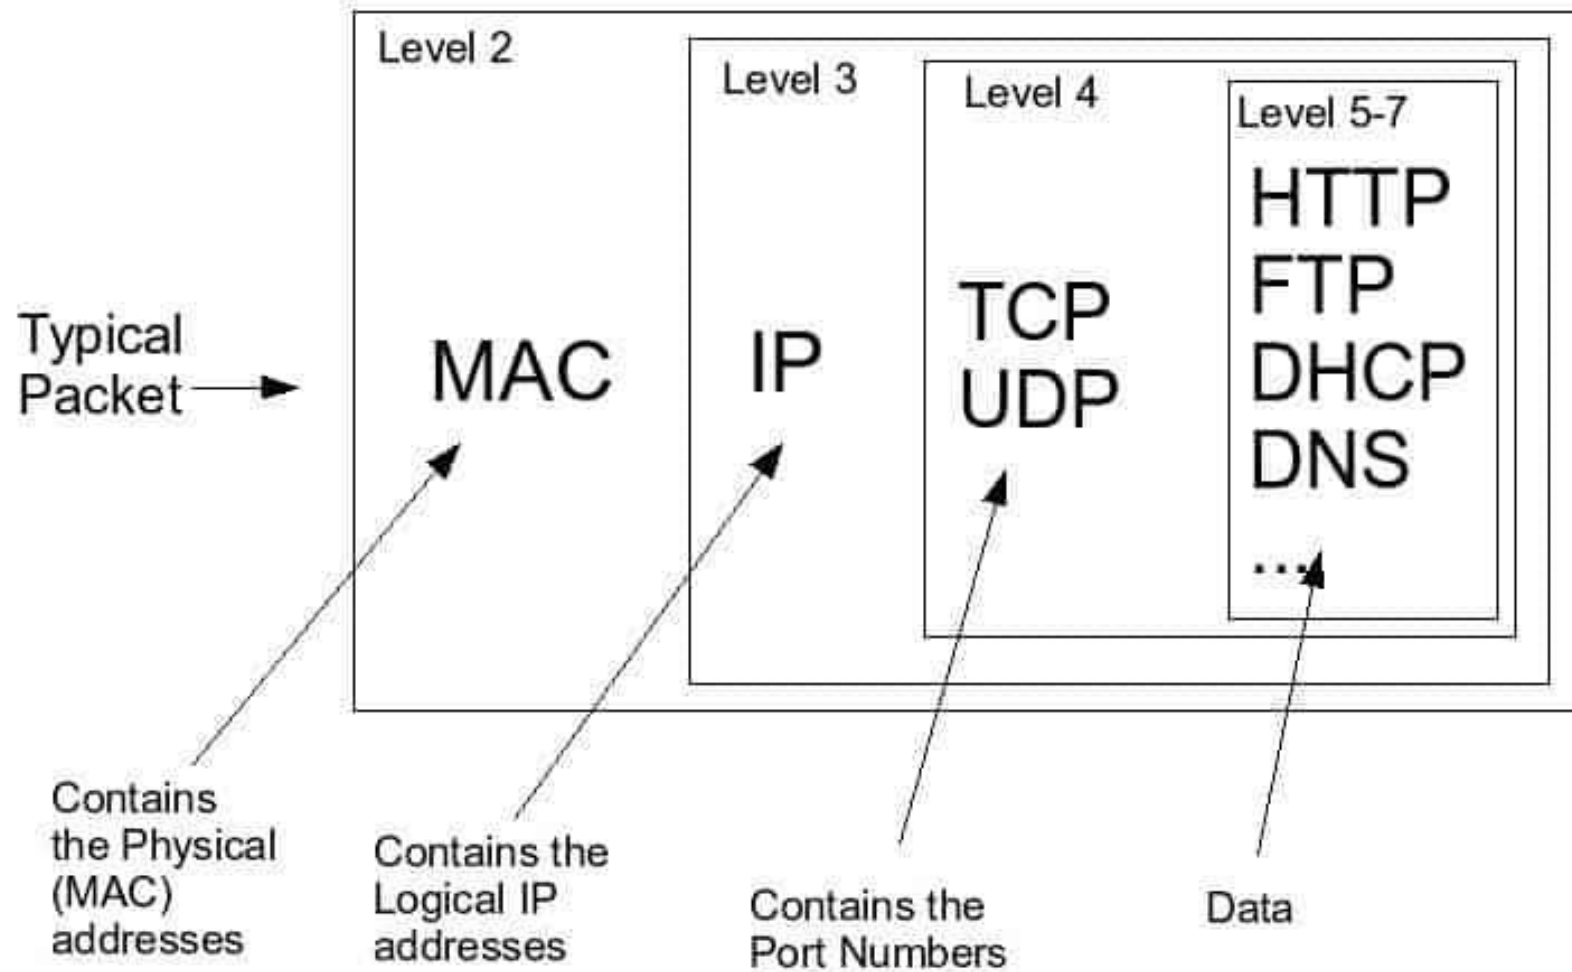 Level 2
Level 3
Level 4
Level 5-7
HTTP
FTP
DHCP
DNS
...
TCP
UDP
IP
MAC
Typical
Packet
Contains
the Physical
(MAC)
addresses
Contains the
Logical IP
addresses
Contains the
Port Numbers
Data